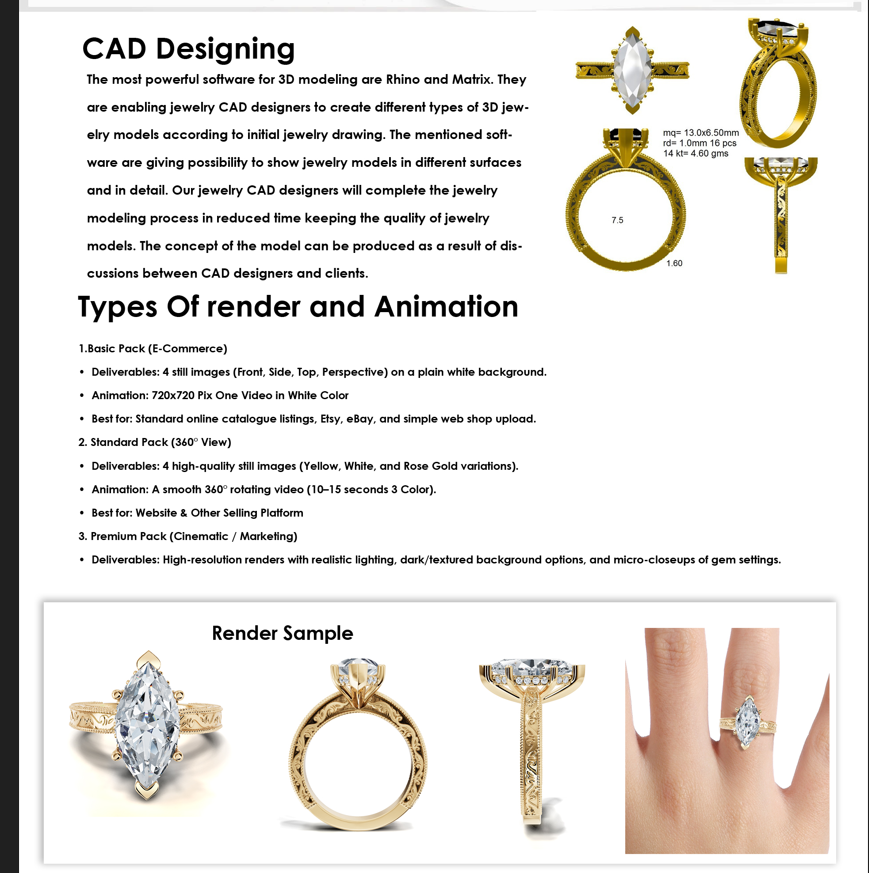 CAD Designing
The most powerful software for 3D modeling are Rhino and Matrix. They
are enabling jewelry CAD designers to create different types of 3D jew-
elry models according to initial jewelry drawing. The mentioned soft-
ware are giving possibility to show jewelry models in different surfaces
and in detail. Our jewelry CAD designers will complete the jewelry
modeling process in reduced time keeping the quality of jewelry
models. The concept of the model can be produced as a result of dis-
cussions between CAD designers and clients.
mq= 13.0x6.50mm
rd= 1.0mm 16 pcs
14 kt= 4.60 gms
7.5
1.60
Types Of render and Animation
1.Basic Pack (E-Commerce)
• Deliverables: 4 still images (Front, Side, Top, Perspective) on a plain white background.
• Animation: 720x720 Pix One Video in White Color
• Best for: Standard online catalogue listings, Etsy, eBay, and simple web shop upload.
2. Standard Pack (360° View)
• Deliverables: 4 high-quality still images (Yellow, White, and Rose Gold variations).
• Animation: A smooth 360° rotating video (10–15 seconds 3 Color).
• Best for: Website & Other Selling Platform
3. Premium Pack (Cinematic / Marketing)
• Deliverables: High-resolution renders with realistic lighting, dark/textured background options, and micro-closeups of gem settings.
Render Sample